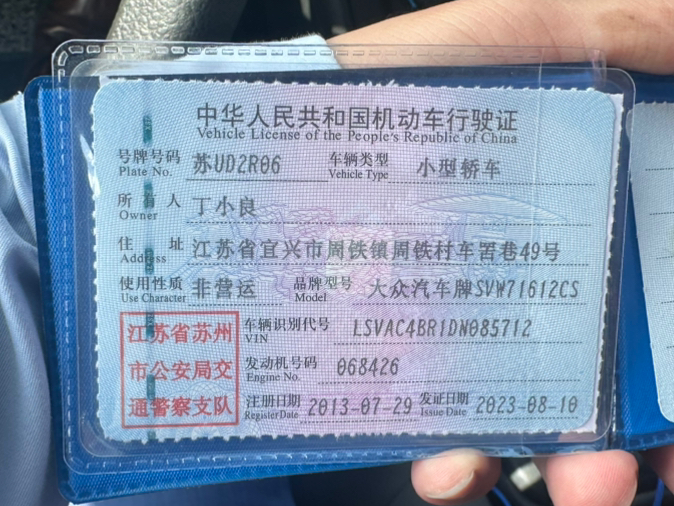 中华人民共和国机动车行驶证
Vehicle License of the People's Republic of China
号牌号码 苏UD2R06 车辆类型 小型轿车
Plate No. Vehicle Type
所有人 丁小良
Owner
住址 江苏省宜兴市周铁镇周铁村车罟巷49号
Address
使用性质 非营运 品牌型号 大众汽车牌SVW71612CS
Use Character Model
江苏省苏州
市公安局交
通警察支队
车辆识别代号 LSVAC4BR1DN085712
VIN
发动机号码 068426
Engine No.
注册日期 2013-07-29 发证日期 2023-08-10
Register Date Issue Date